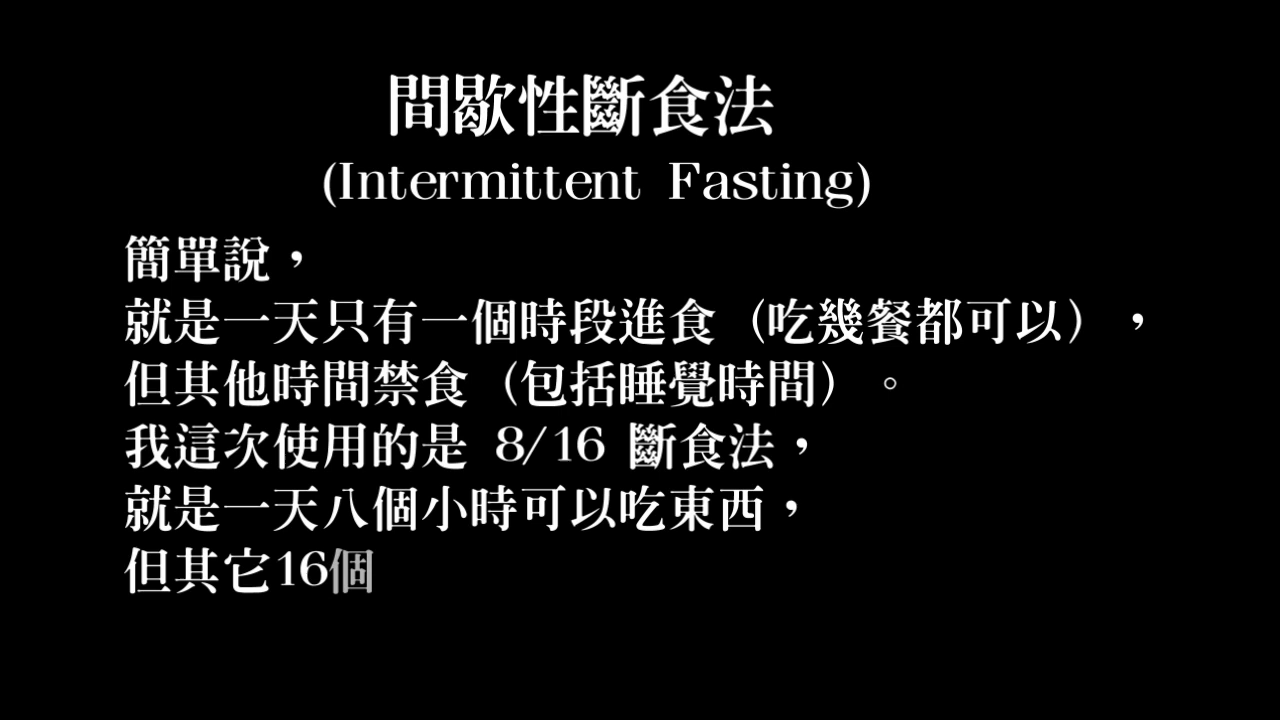 間歇性斷食法
(Intermittent Fasting)
簡單說，
就是一天只有一個時段進食（吃幾餐都可以），
但其他時間禁食（包括睡覺時間）。
我這次使用的是 8/16 斷食法，
就是一天八個小時可以吃東西，
但其它16個